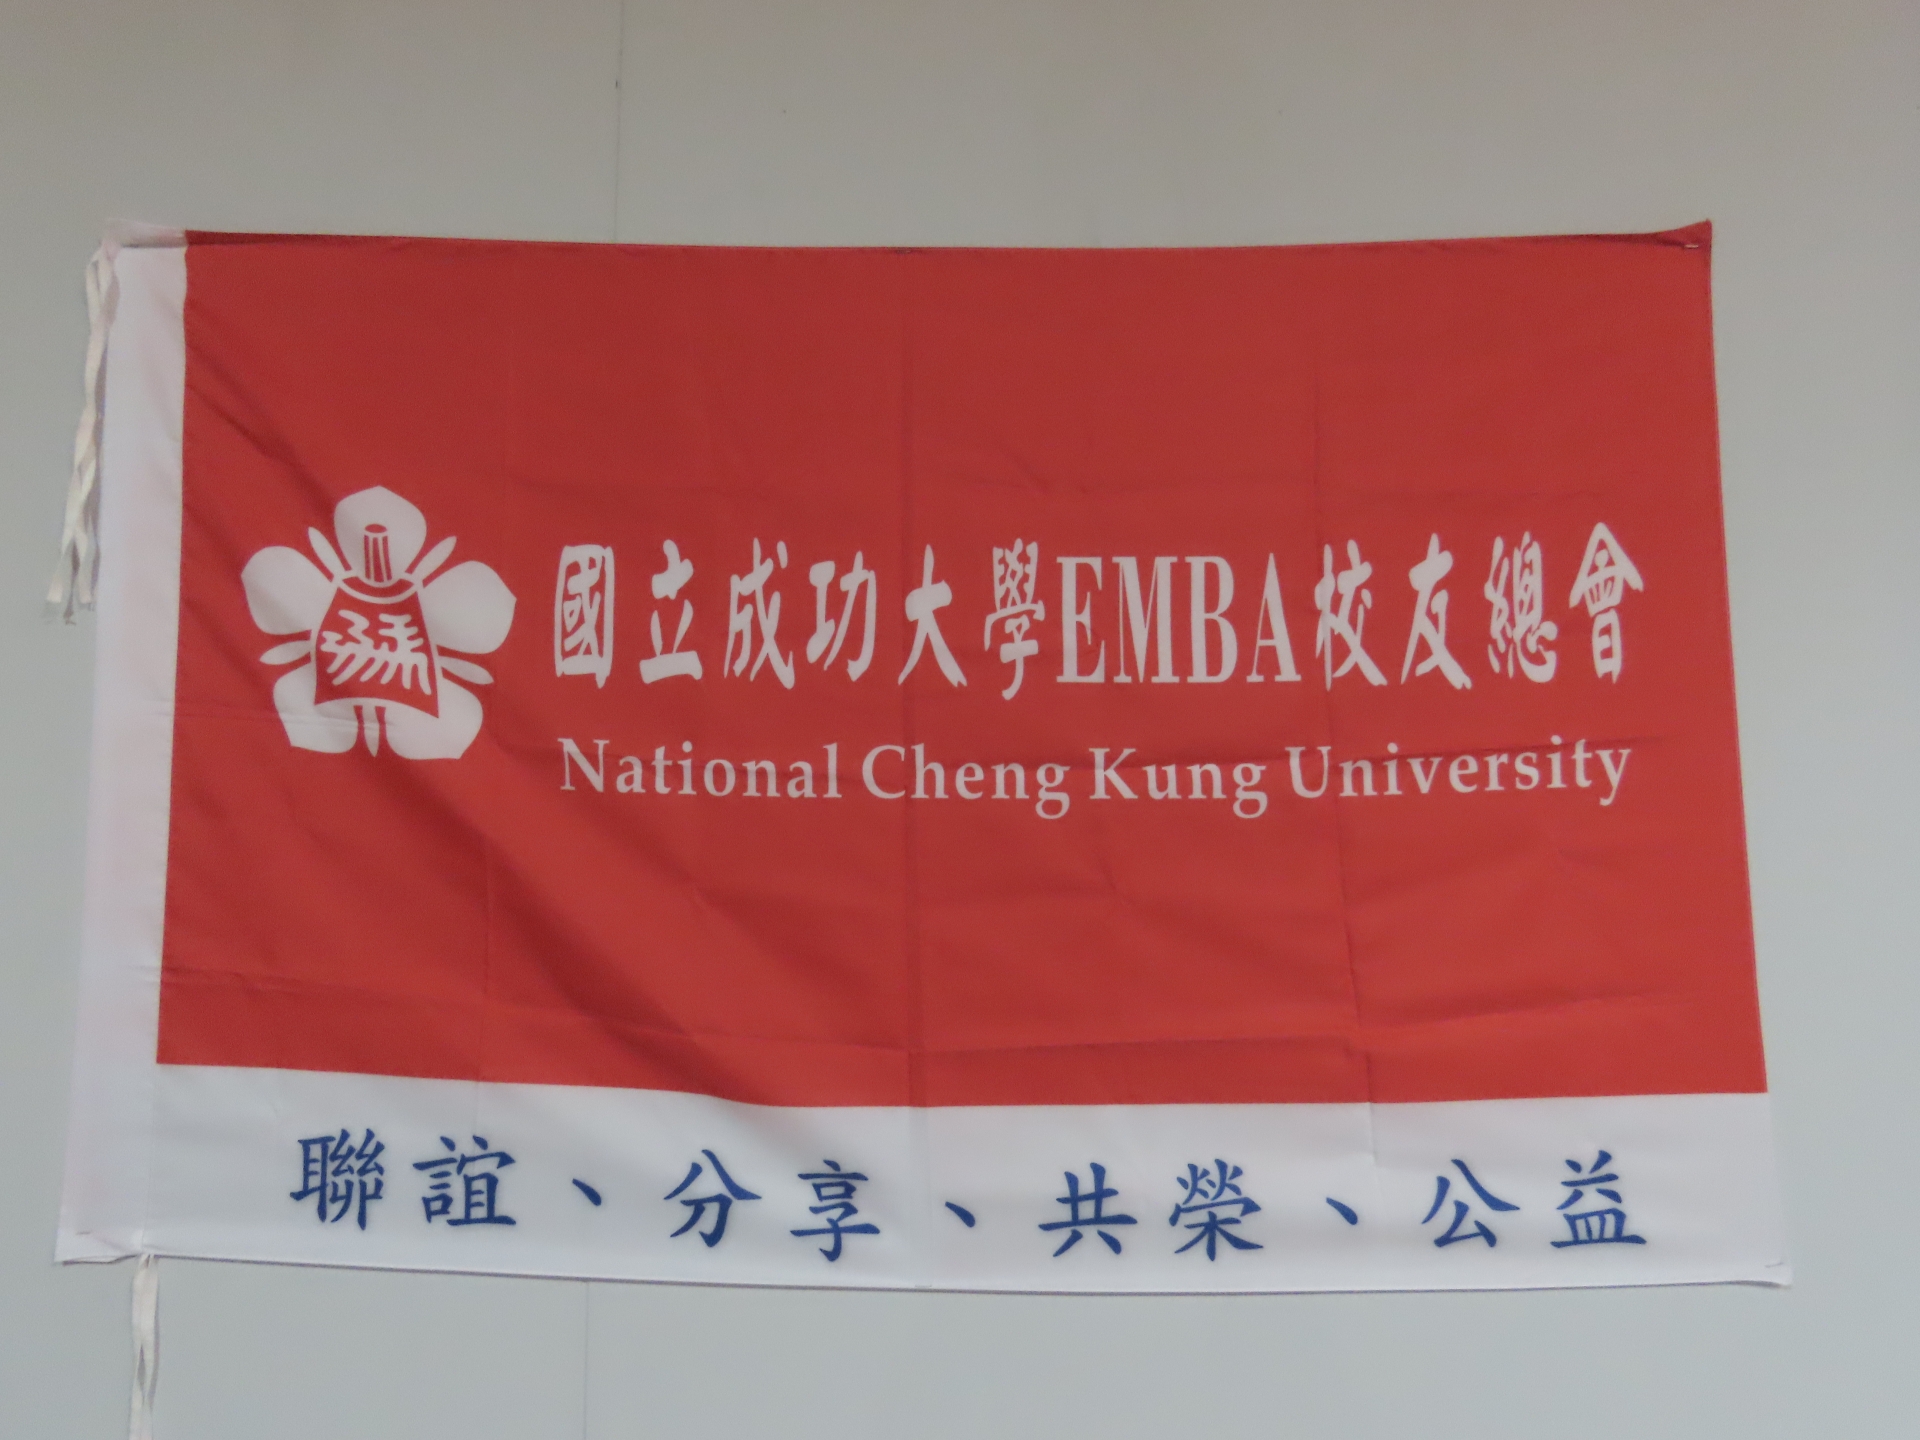 國立成功大學EMBA校友總會
National Cheng Kung University
聯誼、分享、共榮、公益